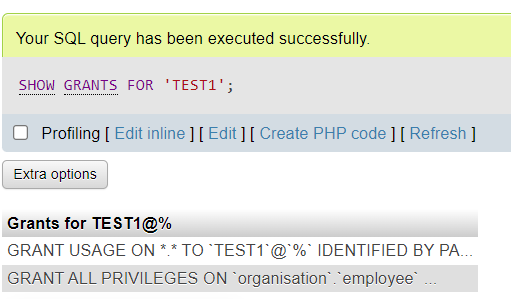 Your SQL query has been executed successfully.
SHOW GRANTS FOR 'TEST1';
Profiling [ Edit inline ] [ Edit ] [ Create PHP code ] [ Refresh ]
Extra options
Grants for TEST1@%
GRANT USAGE ON *.* TO `TEST1`@`%` IDENTIFIED BY PA...
GRANT ALL PRIVILEGES ON `organisation`.`employee` ...